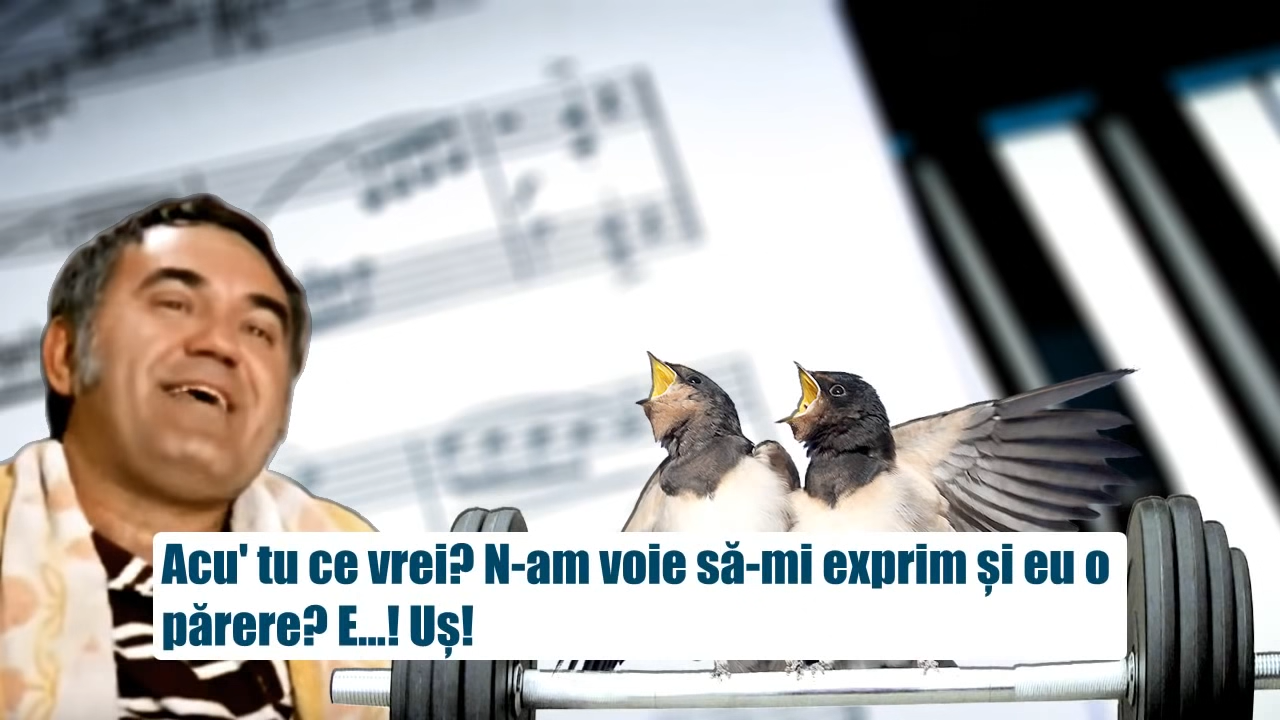 Acu' tu ce vrei? N-am voie să-mi exprim și eu o
părere? E...! Uș!